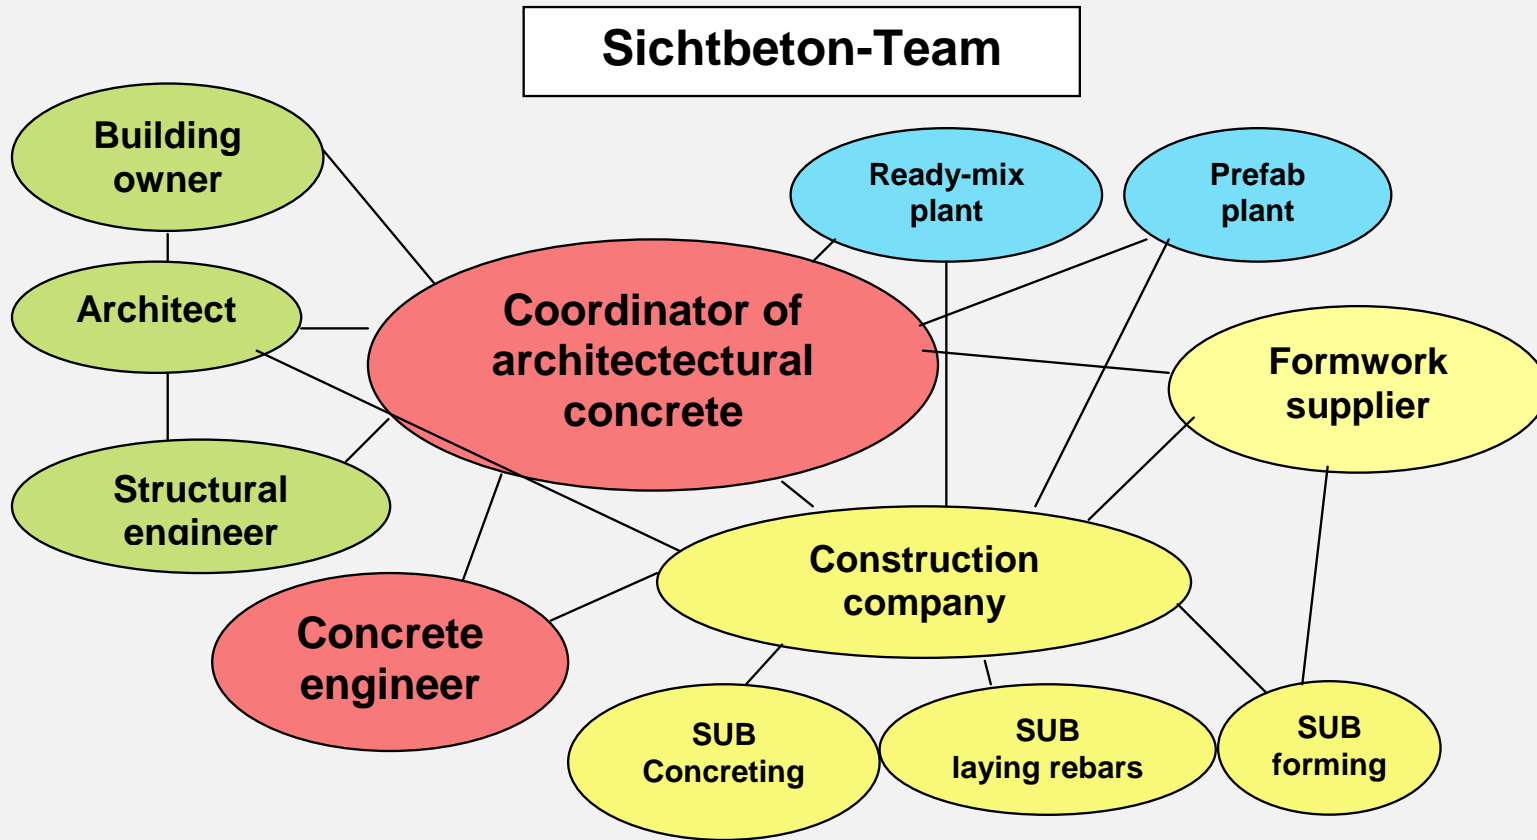 Sichtbeton-Team
Building
owner
Ready-mix
plant
Prefab
plant
Architect
Coordinator of
architectectural
concrete
Formwork
supplier
Structural
engineer
Construction
company
Concrete
engineer
SUB
Concreting
SUB
laying rebars
SUB
forming